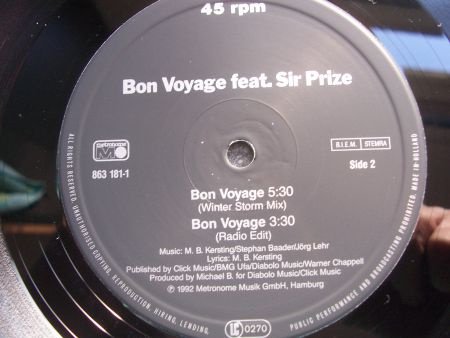 45 rpm
Bon Voyage feat. Sir Prize
metronome
863 181-1
B.I.E.M. STEMRA
Side 2
Bon Voyage 5:30
(Winter Storm Mix)
Bon Voyage 3:30
(Radio Edit)
Music: M. B. Kersting/Stephan Baader/Jörg Lehr
Lyrics: M. B. Kersting
Published by Click Music/BMG Ufa/Diabolo Music/Warner Chappell
Produced by Michael B. for Diabolo Music/Click Music
℗ 1992 Metronome Musik GmbH, Hamburg
LC 0270
ALL RIGHTS RESERVED. UNAUTHORISED COPYING, REPRODUCTION, HIRING, LENDING, PUBLIC PERFORMANCE AND BROADCASTING PROHIBITED. MADE IN HOLLAND